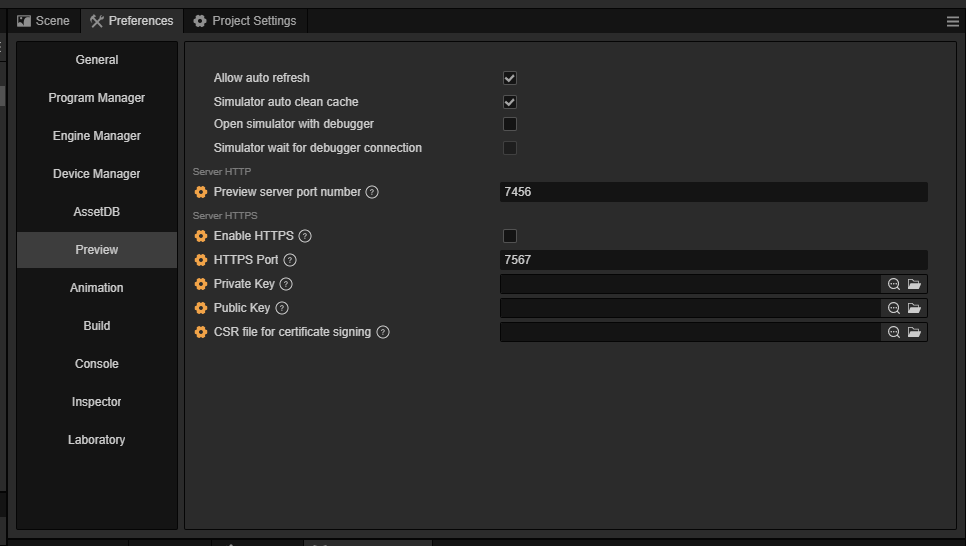 Scene Preferences Project Settings
General
Program Manager
Engine Manager
Device Manager
AssetDB
Preview
Animation
Build
Console
Inspector
Laboratory
Allow auto refresh
Simulator auto clean cache
Open simulator with debugger
Simulator wait for debugger connection
Server HTTP
Preview server port number ? 7456
Server HTTPS
Enable HTTPS ?
HTTPS Port ? 7567
Private Key ?
Public Key ?
CSR file for certificate signing ?